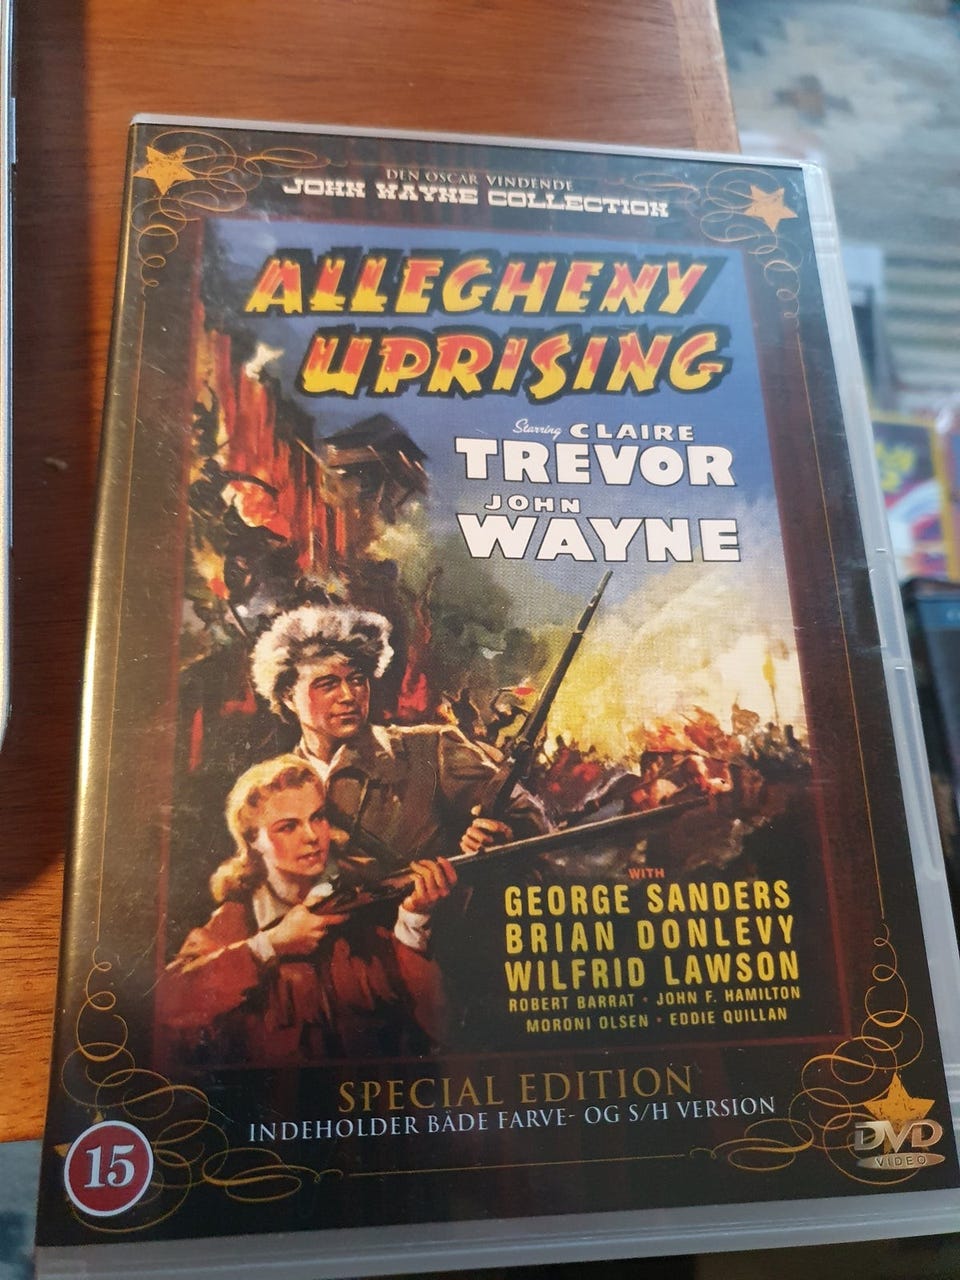 DEN OSCAR VINDENDE
JOHN WAYNE COLLECTION
ALLEGHENY
UPRISING
Starring CLAIRE
TREVOR
JOHN
WAYNE
WITH
GEORGE SANDERS
BRIAN DONLEVY
WILFRID LAWSON
ROBERT BARRAT · JOHN F. HAMILTON
MORONI OLSEN · EDDIE QUILLAN
SPECIAL EDITION
INDEHOLDER BÅDE FARVE- OG S/H VERSION
15
DVD
VIDEO